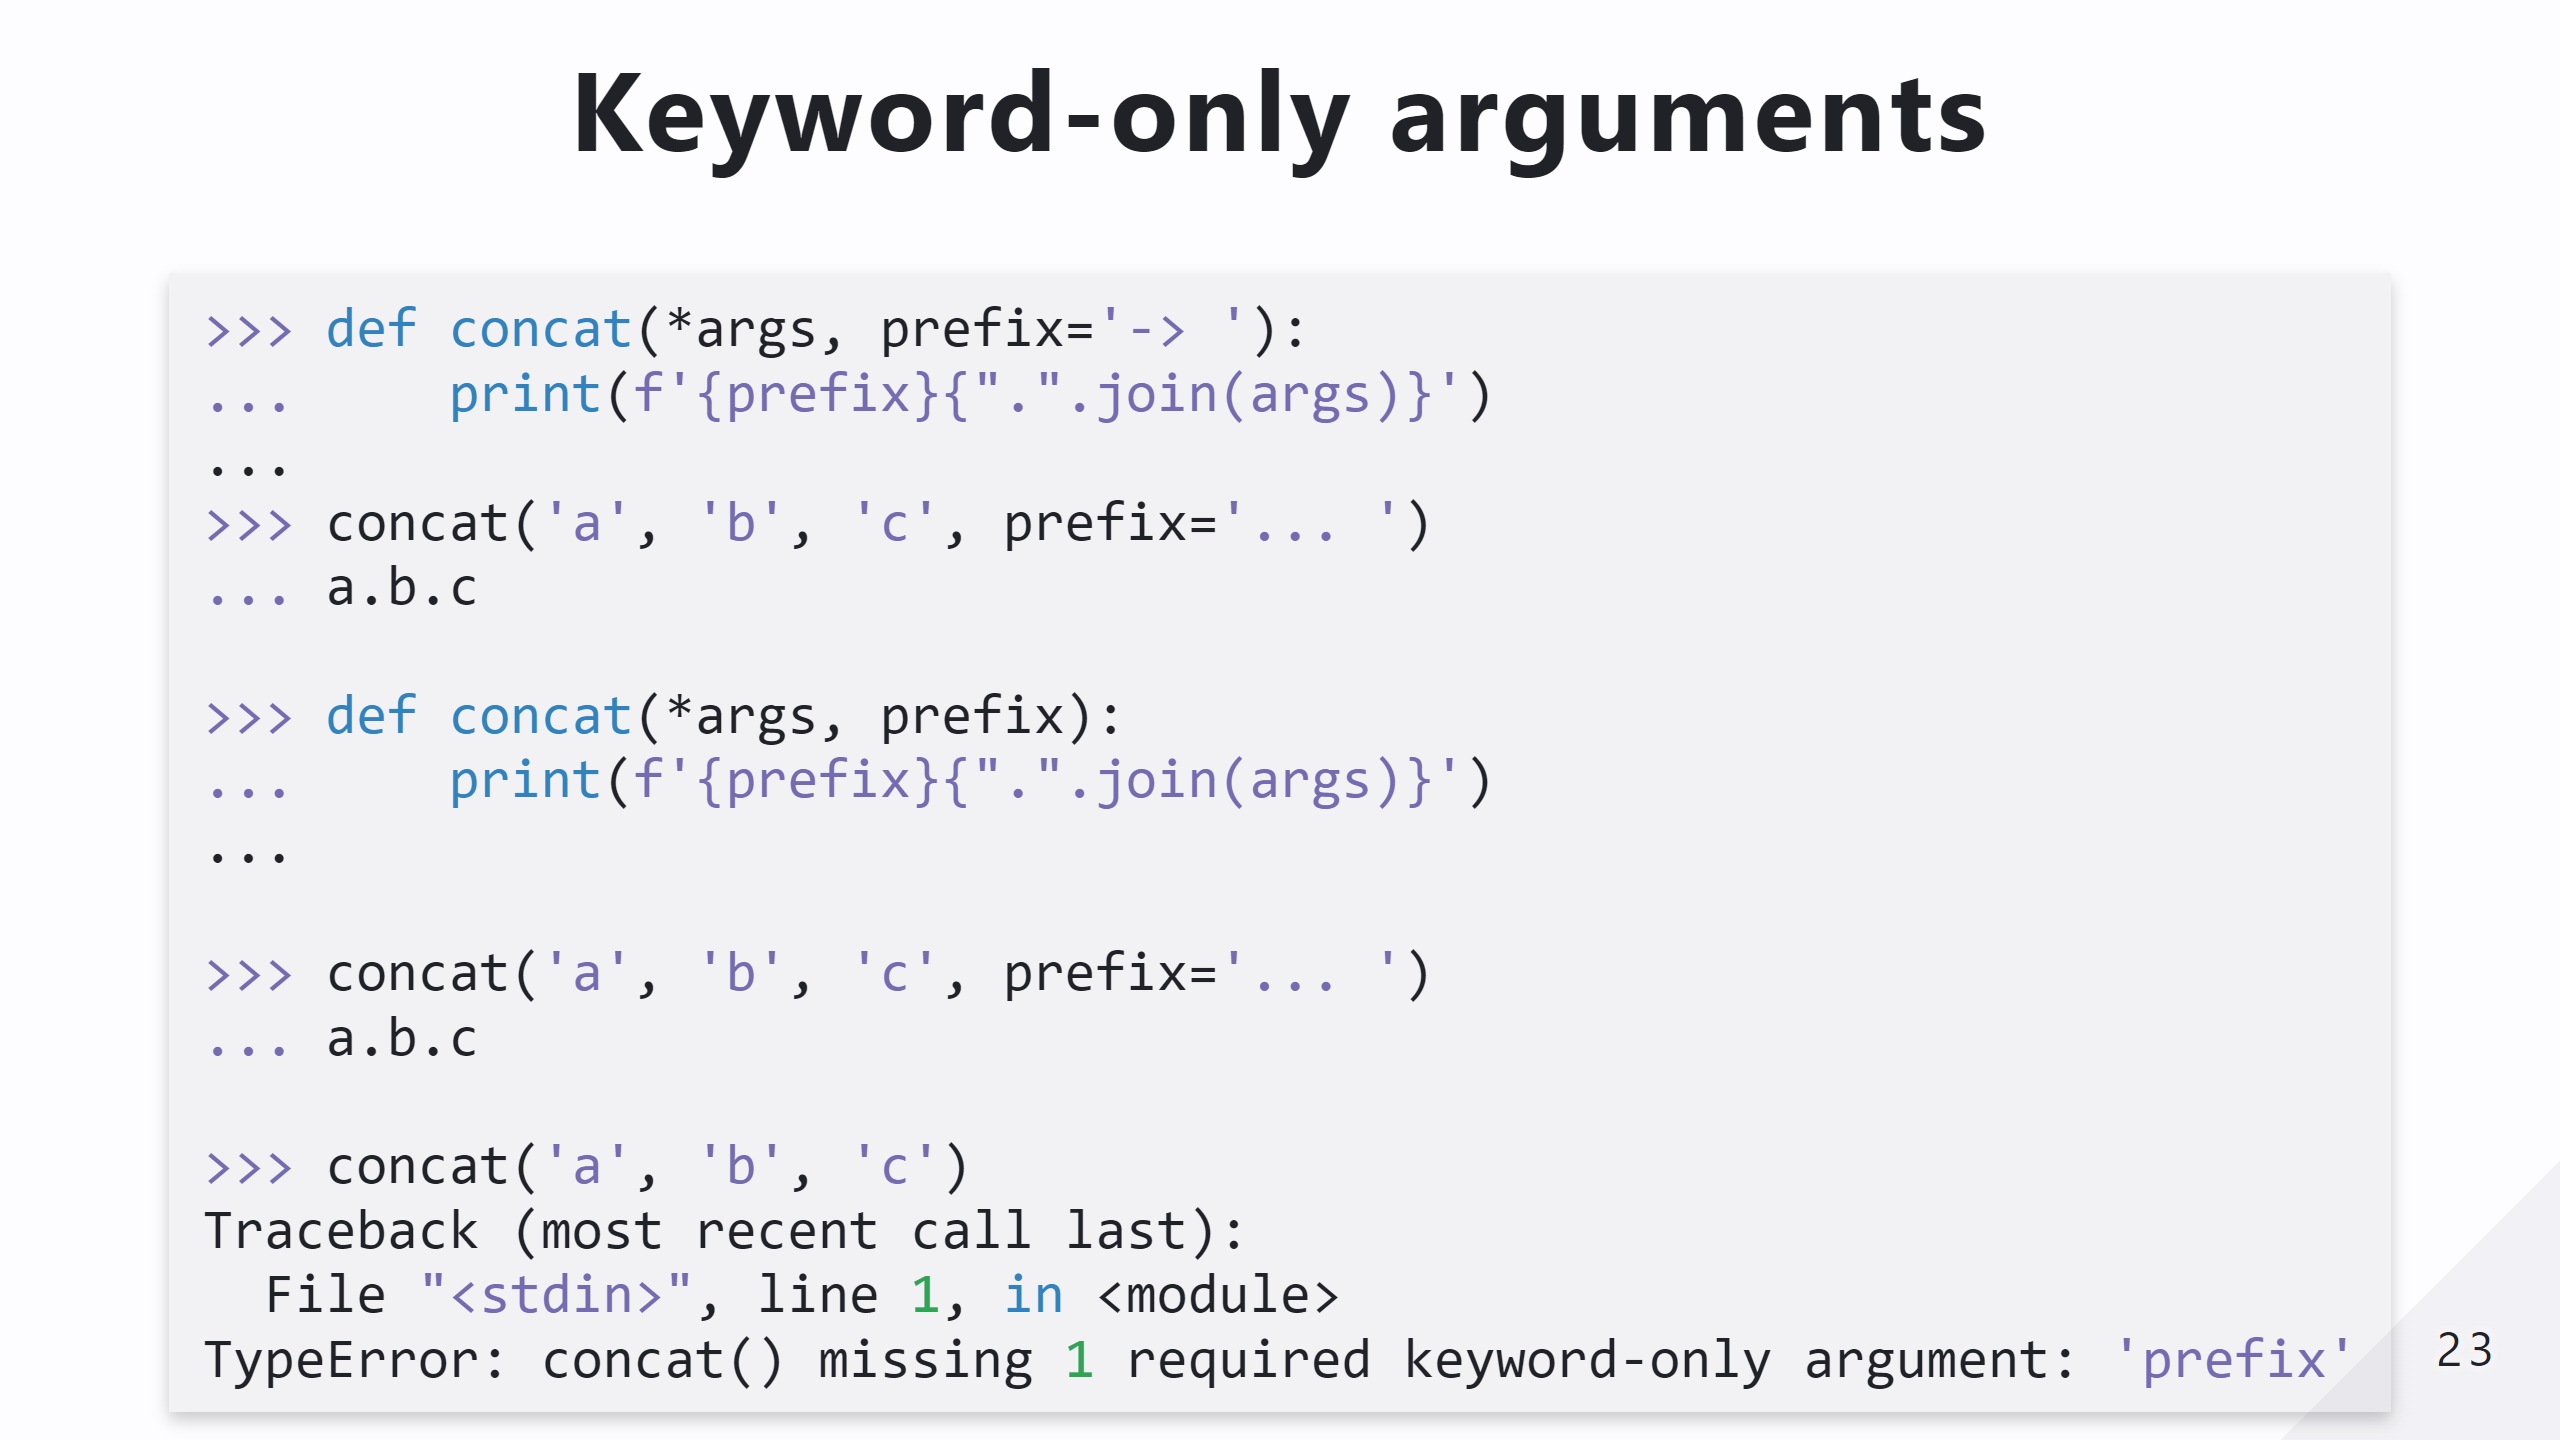 Keyword-only arguments
>>> def concat(*args, prefix='-> '):
...     print(f'{prefix}{".".join(args)}')
...
>>> concat('a', 'b', 'c', prefix='... ')
... a.b.c
>>> def concat(*args, prefix):
...     print(f'{prefix}{".".join(args)}')
...
>>> concat('a', 'b', 'c', prefix='... ')
... a.b.c
>>> concat('a', 'b', 'c')
Traceback (most recent call last):
  File "<stdin>", line 1, in <module>
TypeError: concat() missing 1 required keyword-only argument: 'prefix'
23